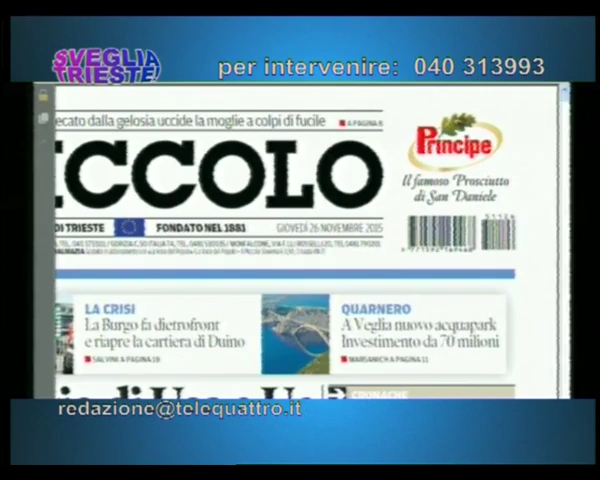 SVEGLIA
TRIESTE!
per intervenire: 040 313993
ecato dalla gelosia uccide la moglie a colpi di fucile
A PAGINA 8
ICCOLO
Principe
Il famoso Prosciutto
di San Daniele
DI TRIESTE
FONDATO NEL 1881
GIOVEDÌ 26 NOVEMBRE 2015
LA CRISI
La Burgo fa dietrofront
e riapre la cartiera di Duino
SALVINI A PAGINA 19
QUARNERO
A Veglia nuovo acquapark
Investimento da 70 milioni
MARSANICH A PAGINA 11
CRONACHE
redazione@telequattro.it